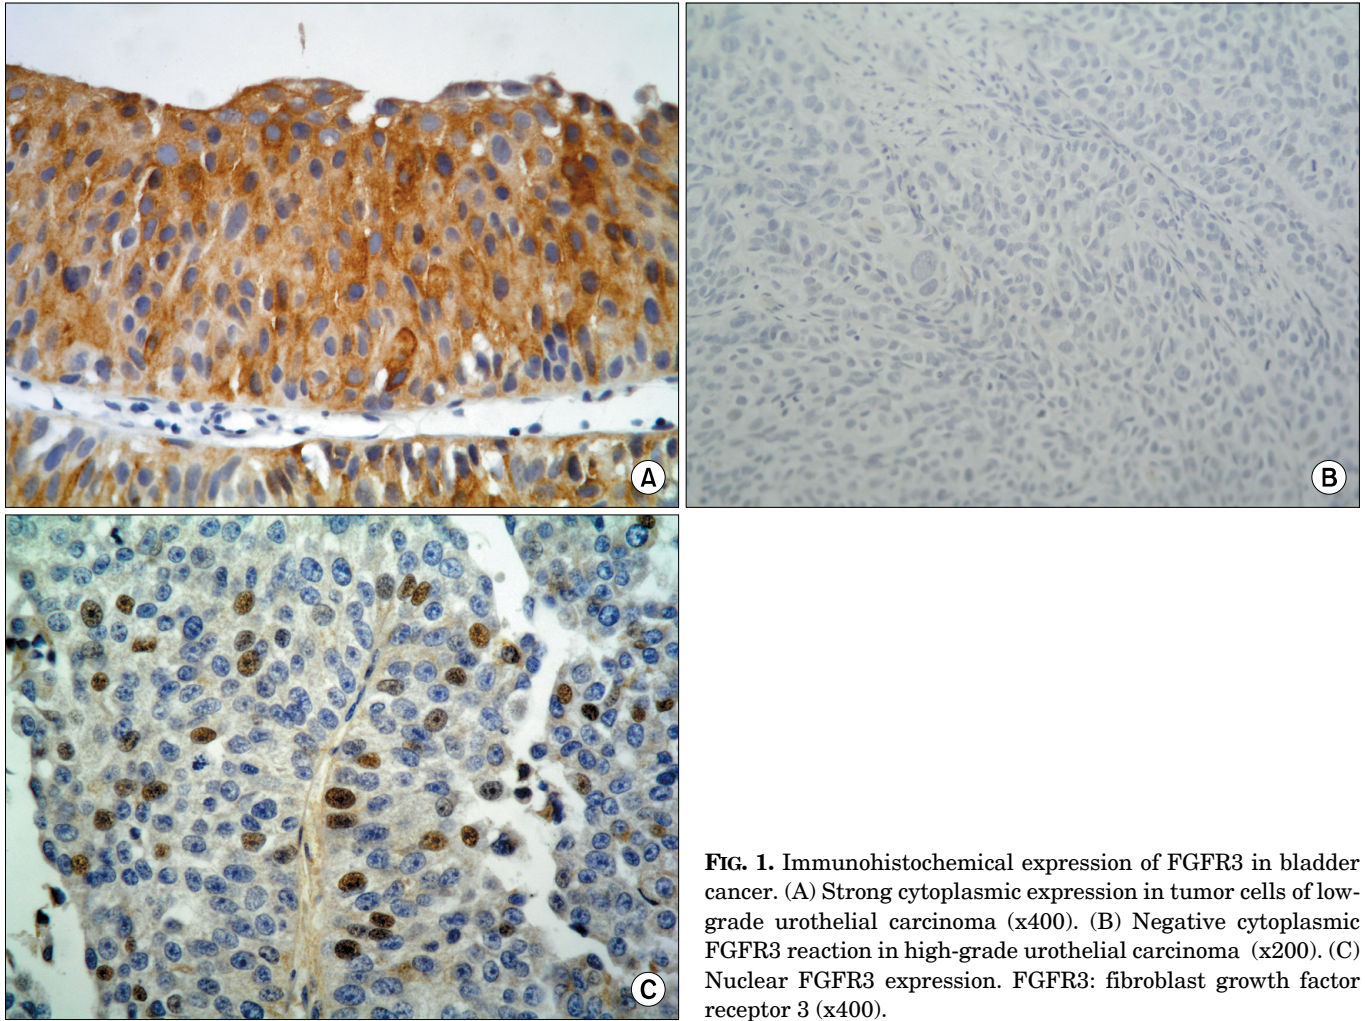 A
B
C
FIG. 1. Immunohistochemical expression of FGFR3 in bladder
cancer. (A) Strong cytoplasmic expression in tumor cells of low-
grade urothelial carcinoma (x400). (B) Negative cytoplasmic
FGFR3 reaction in high-grade urothelial carcinoma (x200). (C)
Nuclear FGFR3 expression. FGFR3: fibroblast growth factor
receptor 3 (x400).